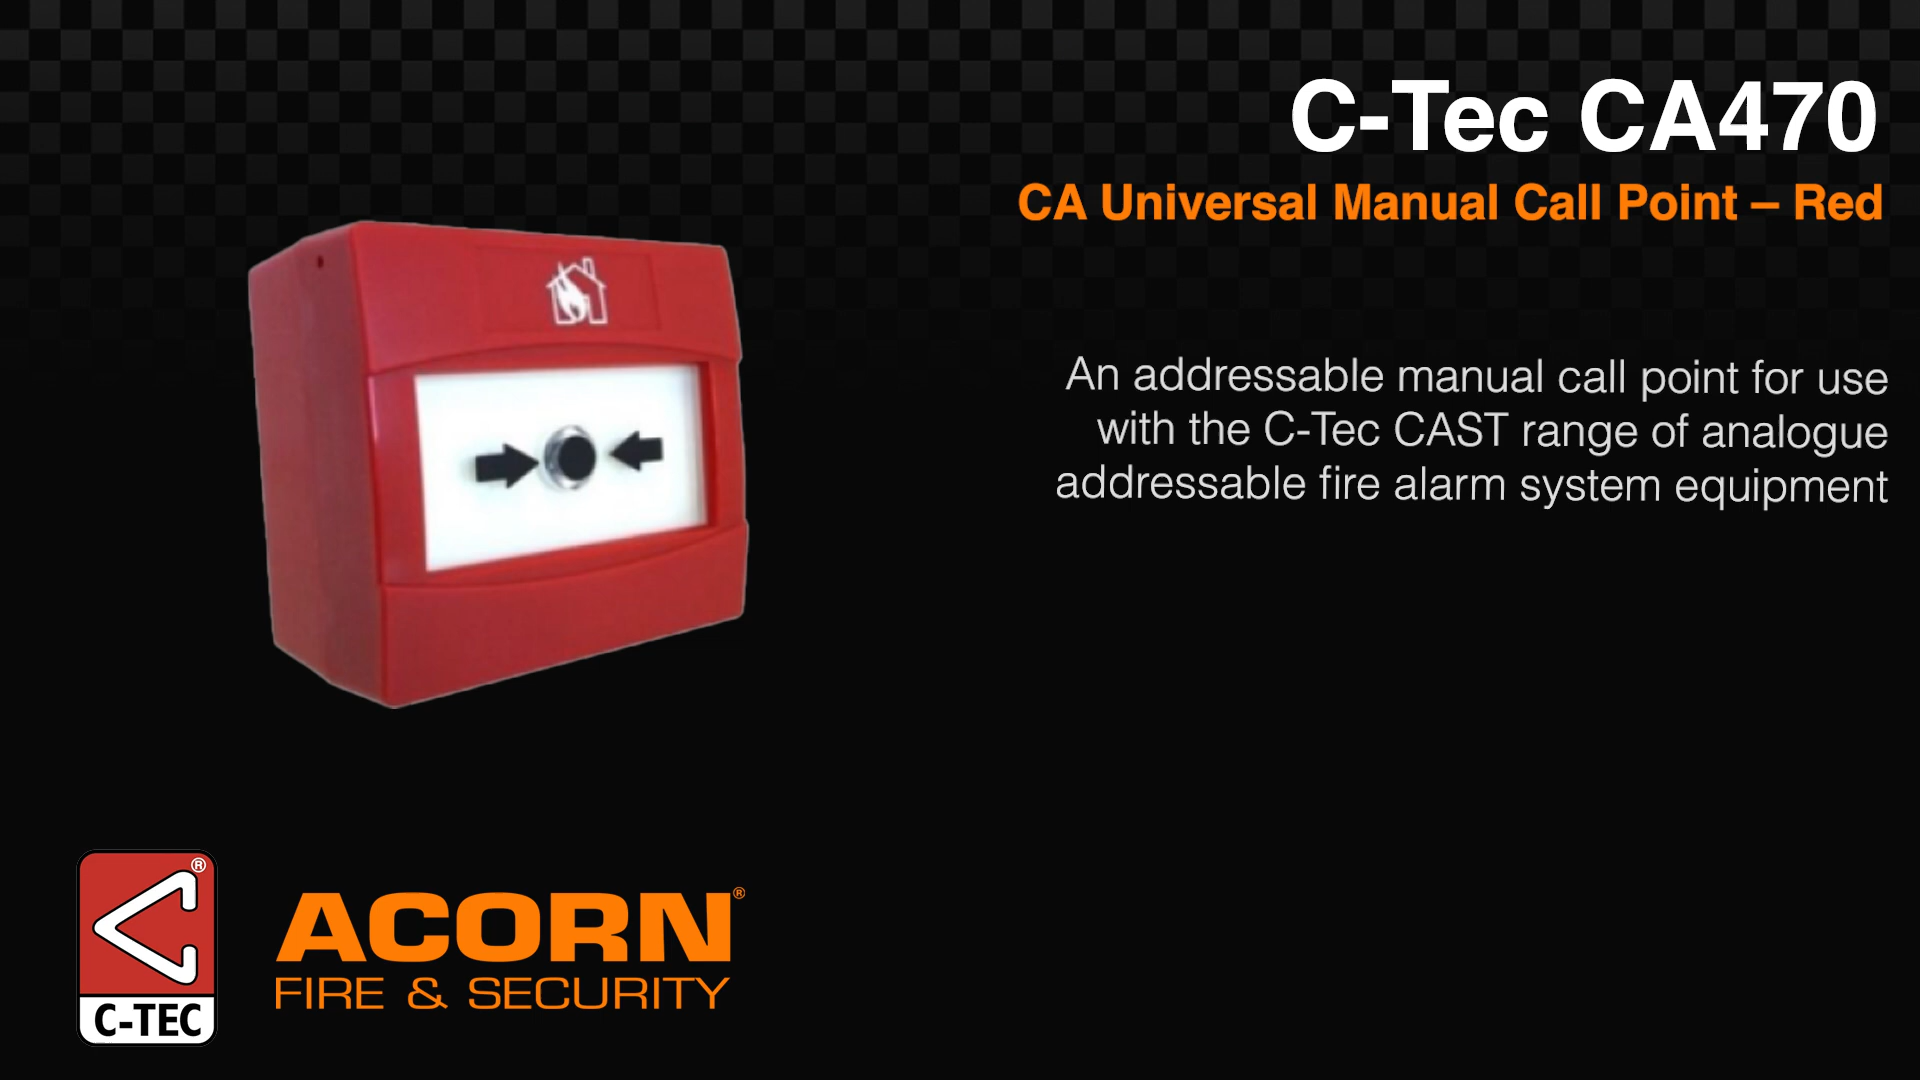 C-Tec CA470
CA Universal Manual Call Point – Red
An addressable manual call point for use
with the C-Tec CAST range of analogue
addressable fire alarm system equipment
®
C-TEC
ACORN®
FIRE & SECURITY